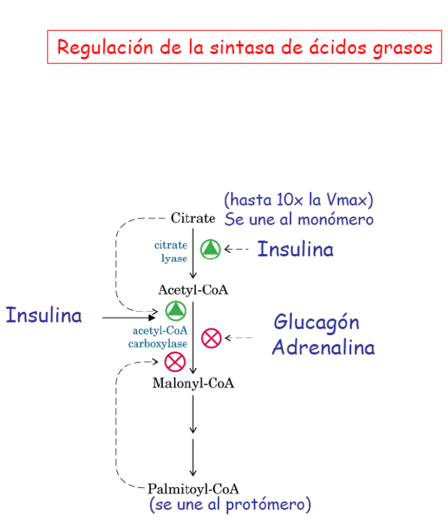 Regulación de la sintasa de ácidos grasos
(hasta 10x la Vmax)
Citrate
Se une al monómero
citrate
lyase
Insulina
Acetyl-CoA
Insulina
acetyl-CoA
carboxylase
Glucagón
Adrenalina
Malonyl-CoA
Palmitoyl-CoA
(se une al protómero)